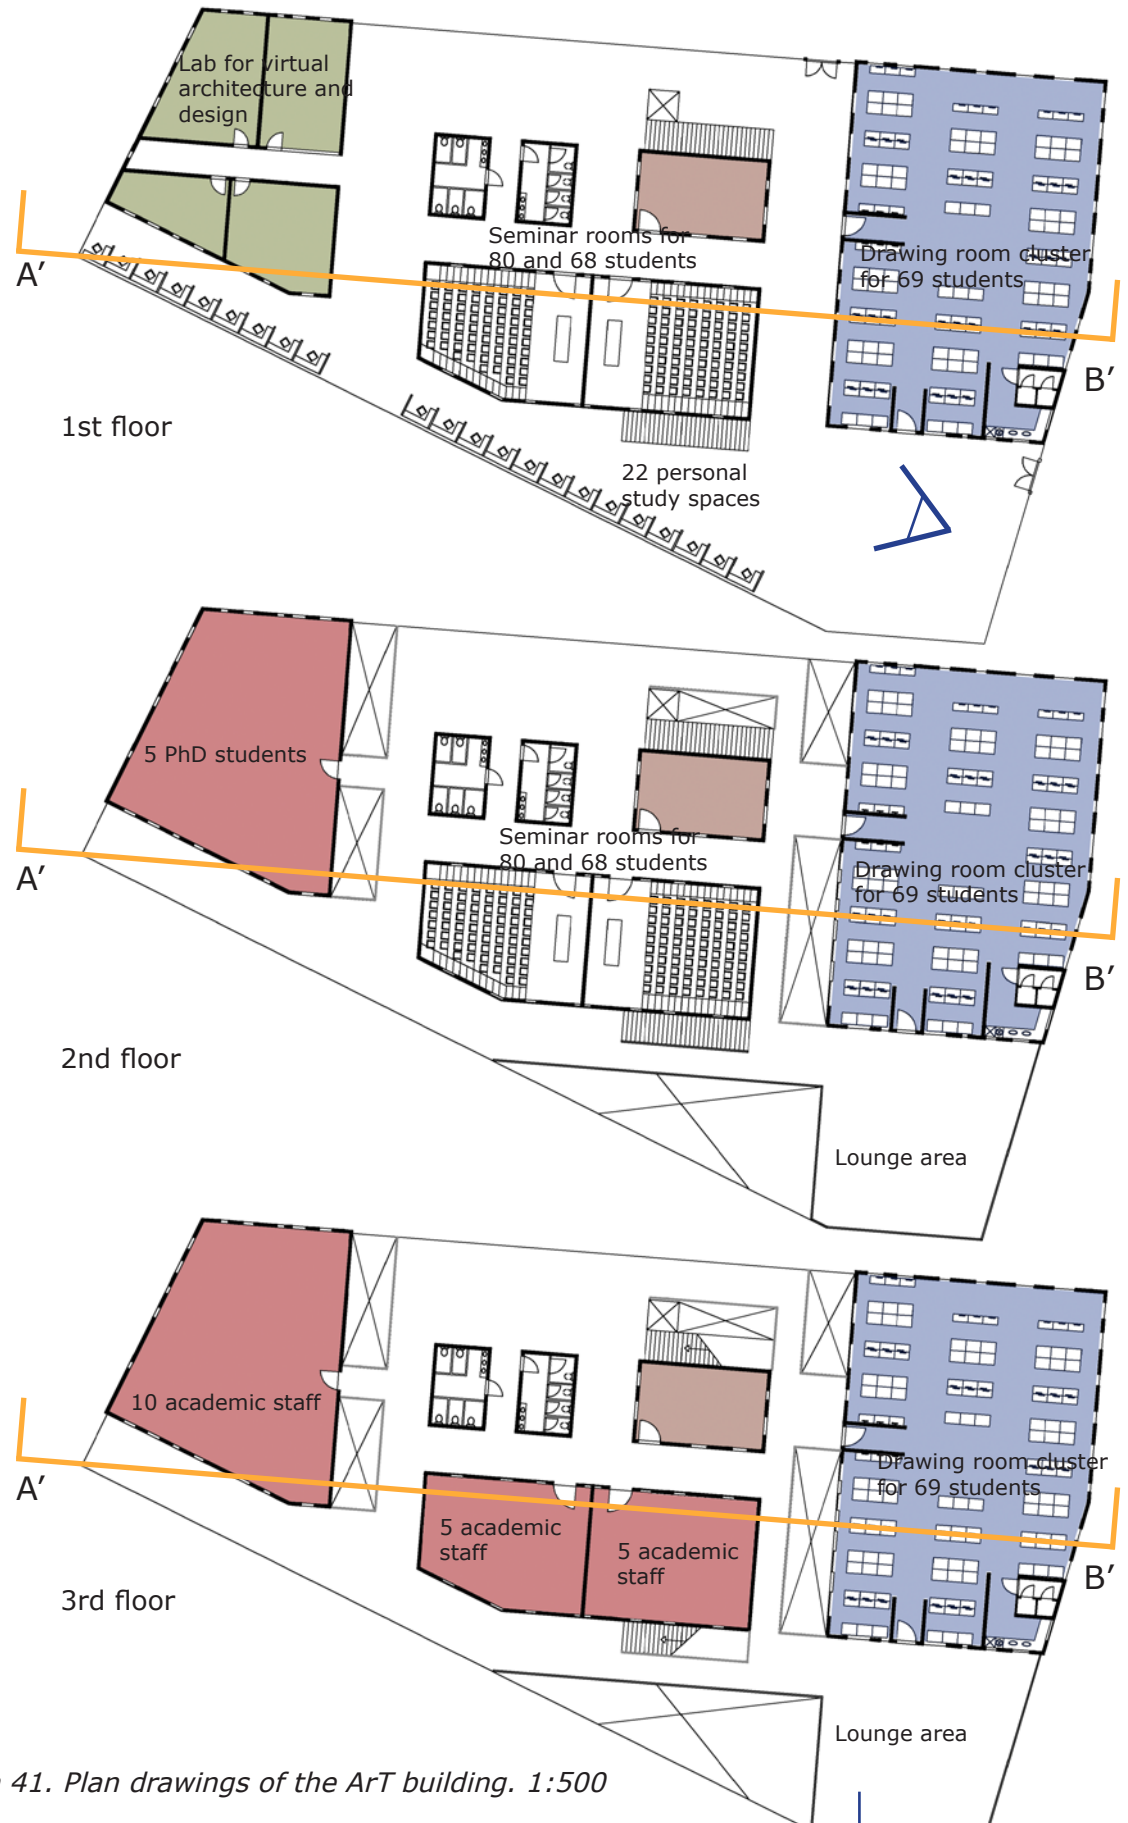 Lab for virtual
architecture and
design
Seminar rooms for
80 and 68 students
Drawing room cluster
for 69 students
A’
B’
1st floor
22 personal
study spaces
5 PhD students
Seminar rooms for
80 and 68 students
Drawing room cluster
for 69 students
A’
B’
2nd floor
Lounge area
10 academic staff
Drawing room cluster
for 69 students
A’
5 academic
staff
5 academic
staff
B’
3rd floor
Lounge area
41. Plan drawings of the ArT building. 1:500